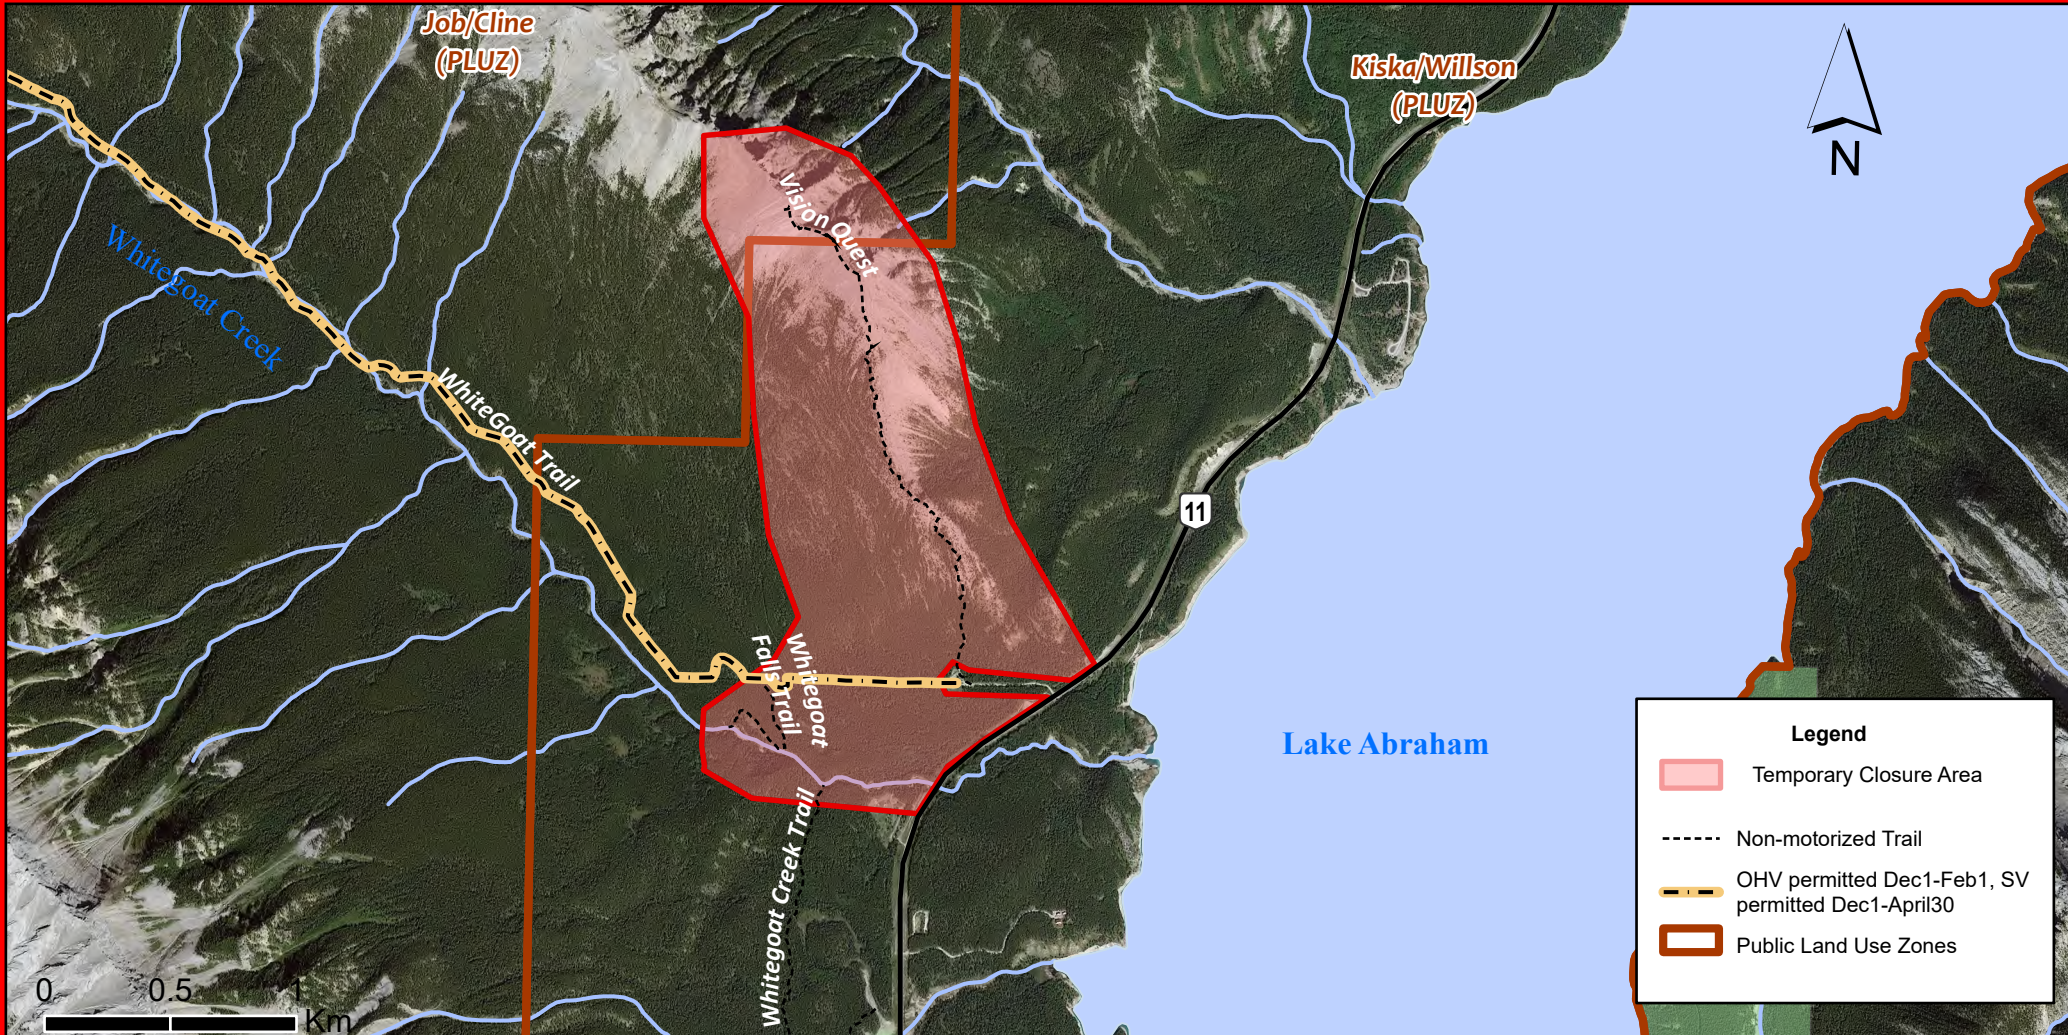 Job/Cline
(PLUZ)
Kiska/Willson
(PLUZ)
N
Vision Quest
Whitegoat Creek
WhiteGoat Trail
11
Whitegoat
Falls Trail
Lake Abraham
Whitegoat Creek Trail
Legend
Temporary Closure Area
Non-motorized Trail
OHV permitted Dec1-Feb1, SV
permitted Dec1-April30
Public Land Use Zones
0 0.5 1
Km